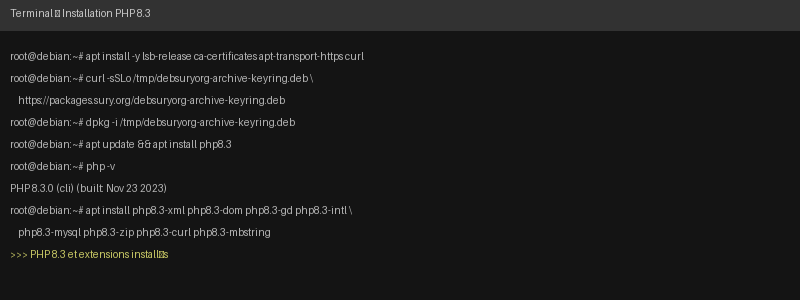 Terminal ▯ Installation PHP 8.3
root@debian:~# apt install -y lsb-release ca-certificates apt-transport-https curl
root@debian:~# curl -sSLo /tmp/debsuryorg-archive-keyring.deb \
https://packages.sury.org/debsuryorg-archive-keyring.deb
root@debian:~# dpkg -i /tmp/debsuryorg-archive-keyring.deb
root@debian:~# apt update && apt install php8.3
root@debian:~# php -v
PHP 8.3.0 (cli) (built: Nov 23 2023)
root@debian:~# apt install php8.3-xml php8.3-dom php8.3-gd php8.3-intl \
php8.3-mysql php8.3-zip php8.3-curl php8.3-mbstring
>>> PHP 8.3 et extensions install▯s